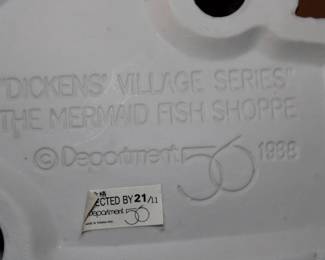 "DICKENS' VILLAGE SERIES"
THE MERMAID FISH SHOPPE
© Department 56 1988
ECTED BY 21/11
Department 56